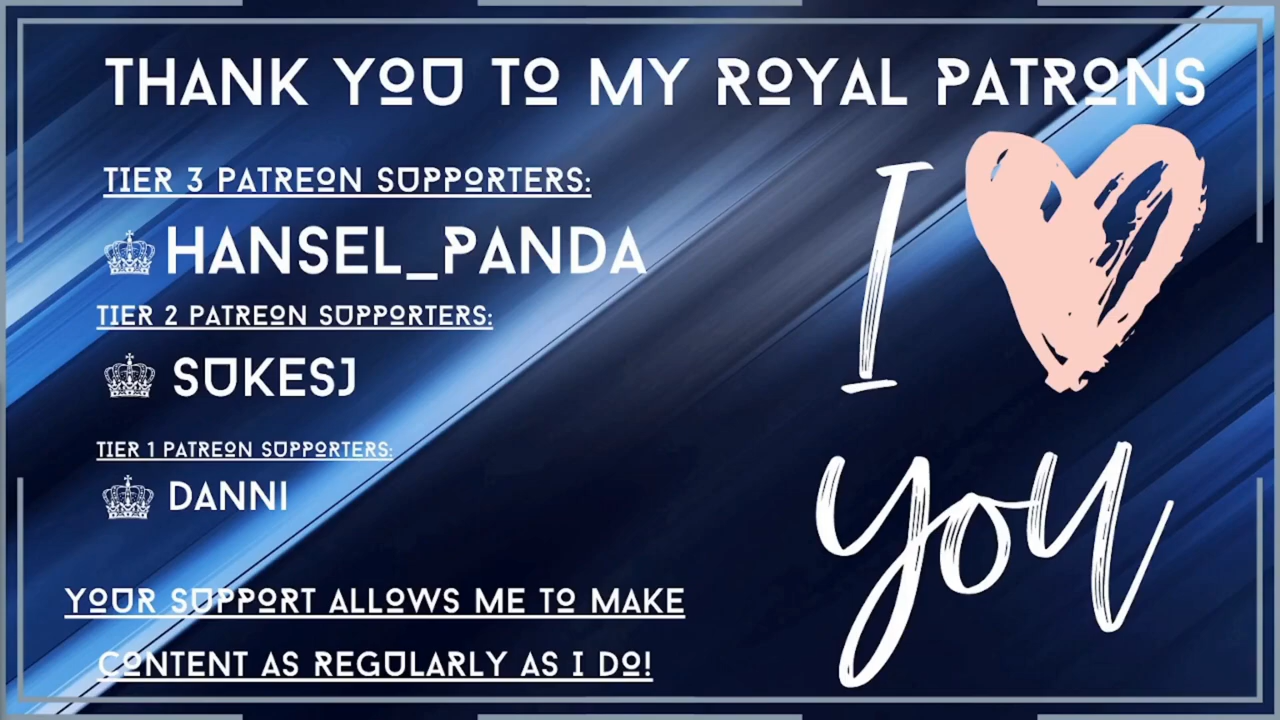 THANK YOU TO MY ROYAL PATRONS
TIER 3 PATREON SUPPORTERS:
HANSEL_PANDA
TIER 2 PATREON SUPPORTERS:
SUKESJ
TIER 1 PATREON SUPPORTERS:
DANNI
YOUR SUPPORT ALLOWS ME TO MAKE
CONTENT AS REGULARLY AS I DO!
I
you